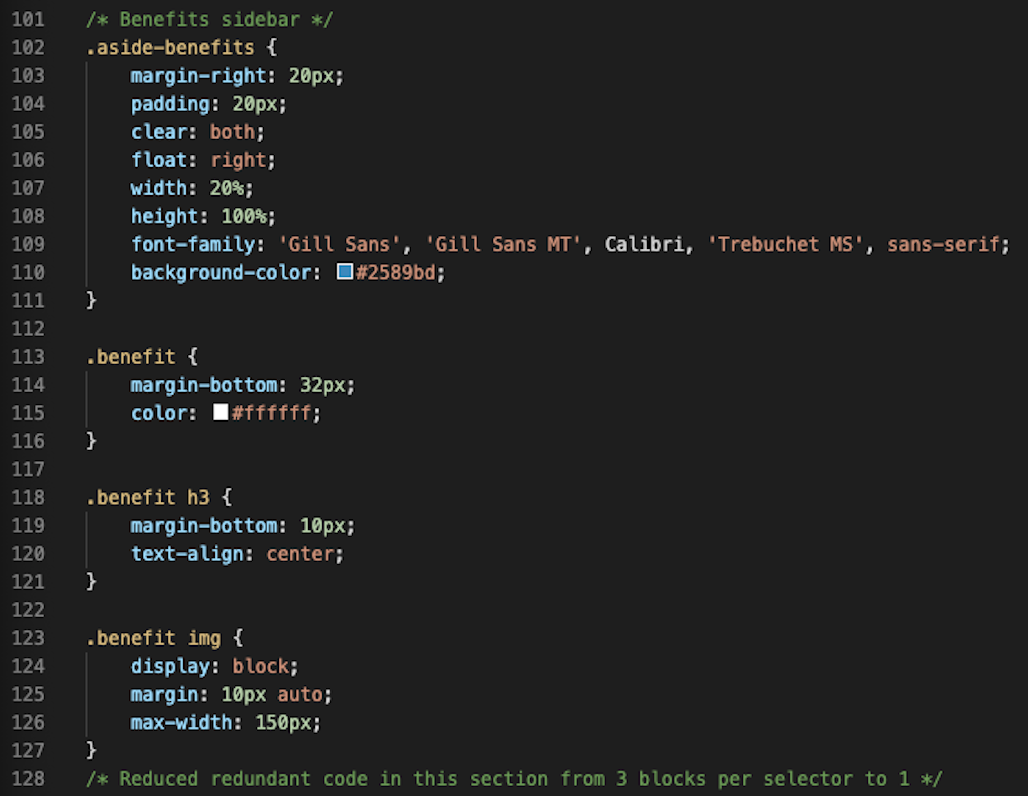 101 /* Benefits sidebar */
102 .aside-benefits {
103 margin-right: 20px;
104 padding: 20px;
105 clear: both;
106 float: right;
107 width: 20%;
108 height: 100%;
109 font-family: 'Gill Sans', 'Gill Sans MT', Calibri, 'Trebuchet MS', sans-serif;
110 background-color: #2589bd;
111 }
112
113 .benefit {
114 margin-bottom: 32px;
115 color: #ffffff;
116 }
117
118 .benefit h3 {
119 margin-bottom: 10px;
120 text-align: center;
121 }
122
123 .benefit img {
124 display: block;
125 margin: 10px auto;
126 max-width: 150px;
127 }
128 /* Reduced redundant code in this section from 3 blocks per selector to 1 */